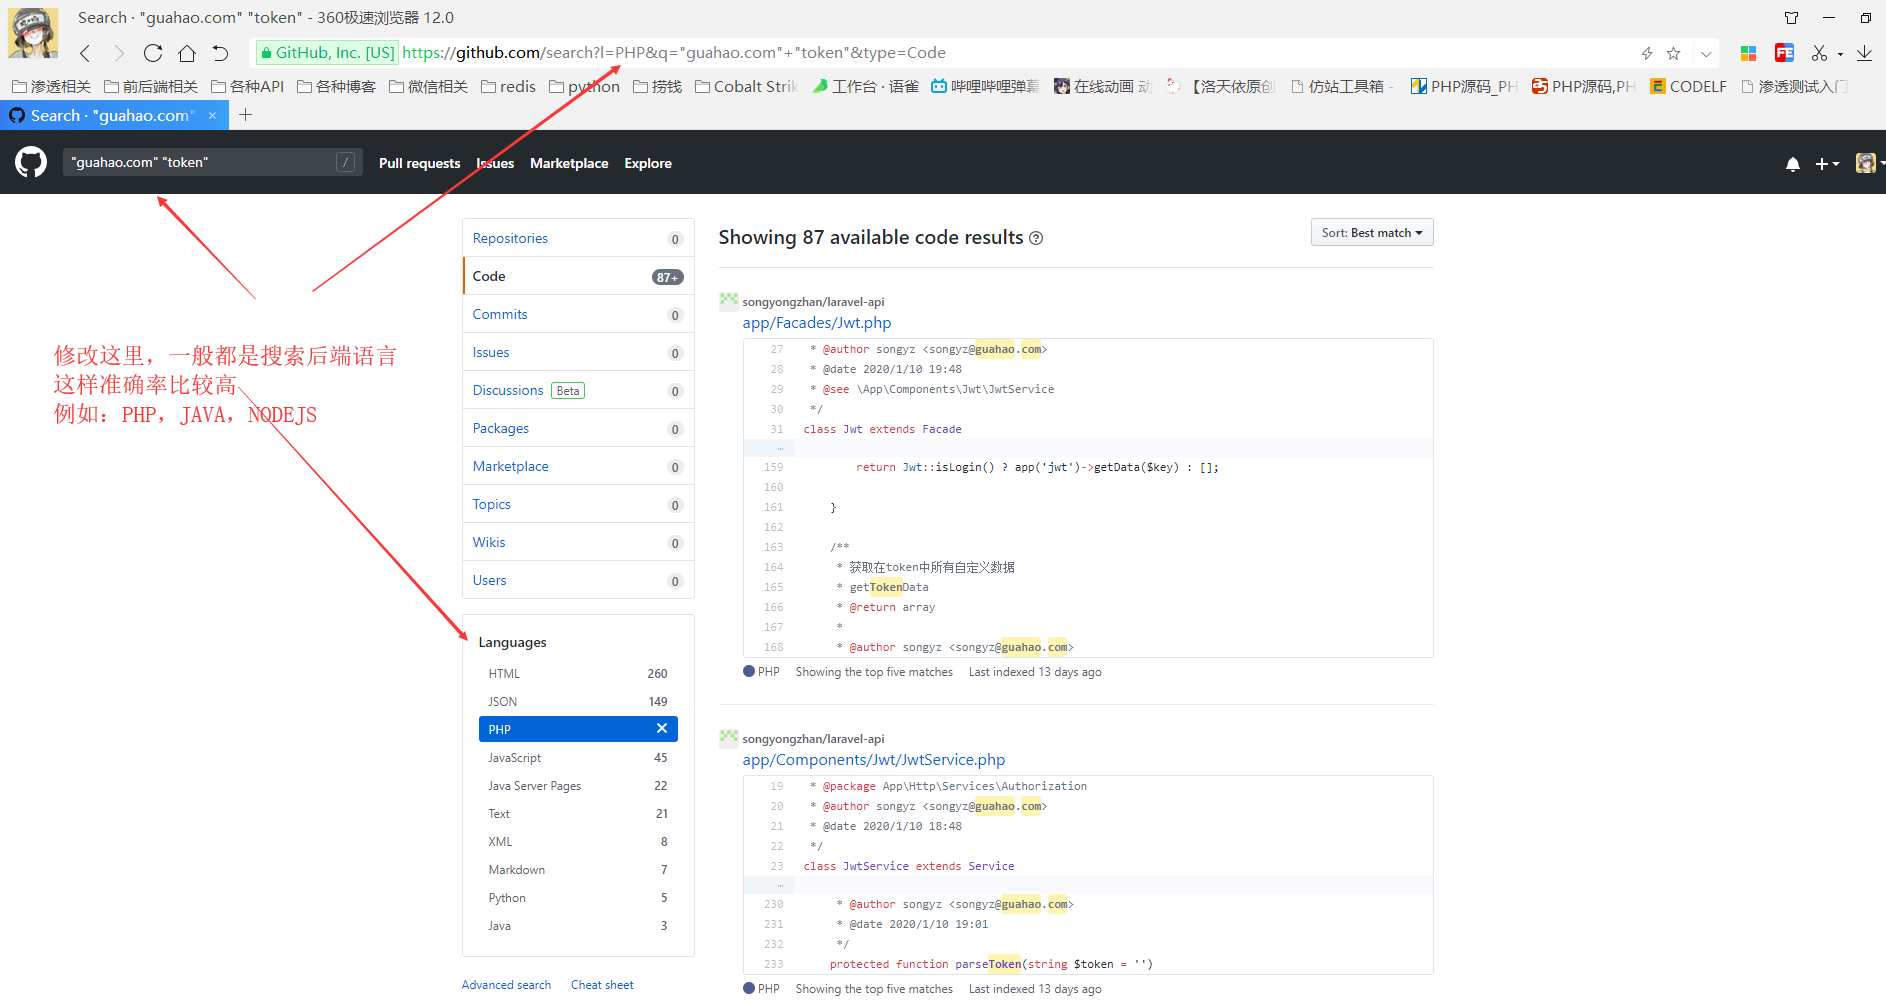 Search · "guahao.com" "token" - 360极速浏览器 12.0
GitHub, Inc. [US] https://github.com/search?l=PHP&q="guahao.com"+"token"&type=Code
渗透相关 前后端相关 各种API 各种博客 微信相关 redis python 捞钱 Cobalt Strik 工作台 · 语雀 哔哩哔哩弹幕 在线动画 动 【洛天依原创 仿站工具箱 - PHP源码_PH PHP源码,PH CODELF 渗透测试入门
Search · "guahao.com" × +
"guahao.com" "token" / Pull requests Issues Marketplace Explore
修改这里，一般都是搜索后端语言
这样准确率比较高
例如：PHP，JAVA，NODEJS
Repositories 0
Code 87+
Commits 0
Issues 0
Discussions Beta 0
Packages 0
Marketplace 0
Topics 0
Wikis 0
Users 0
Languages
HTML 260
JSON 149
PHP ×
JavaScript 45
Java Server Pages 22
Text 21
XML 8
Markdown 7
Python 5
Java 3
Advanced search Cheat sheet
Showing 87 available code results
Sort: Best match
songyongzhan/laravel-api
app/Facades/Jwt.php
27 * @author songyz <songyz@guahao.com>
28 * @date 2020/1/10 19:48
29 * @see \App\Components\Jwt\JwtService
30 */
31 class Jwt extends Facade
…
159 return Jwt::isLogin() ? app('jwt')->getData($key) : [];
160
161 }
162
163 /**
164 * 获取在token中所有自定义数据
165 * getTokenData
166 * @return array
167 *
168 * @author songyz <songyz@guahao.com>
PHP Showing the top five matches Last indexed 13 days ago
songyongzhan/laravel-api
app/Components/Jwt/JwtService.php
19 * @package App\Http\Services\Authorization
20 * @author songyz <songyz@guahao.com>
21 * @date 2020/1/10 18:48
22 */
23 class JwtService extends Service
…
230 * @author songyz <songyz@guahao.com>
231 * @date 2020/1/10 19:01
232 */
233 protected function parseToken(string $token = '')
PHP Showing the top five matches Last indexed 13 days ago